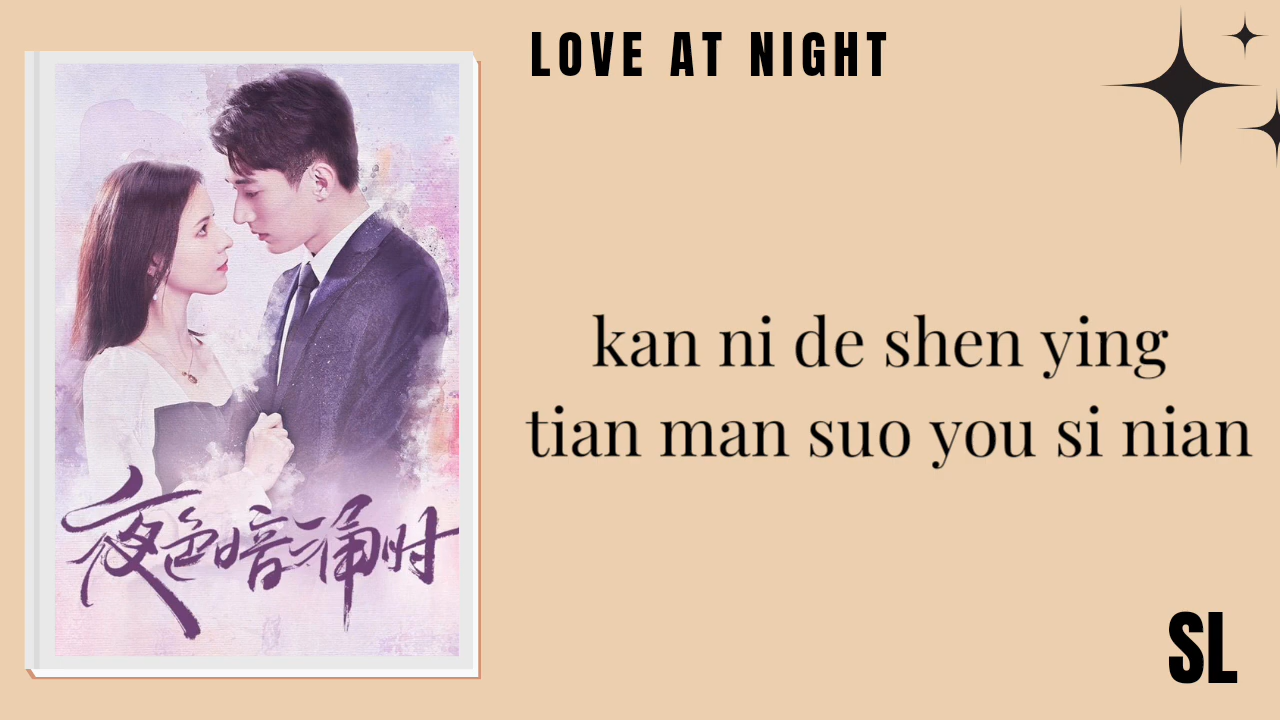 LOVE AT NIGHT
kan ni de shen ying
tian man suo you si nian
夜色暗涌时
SL